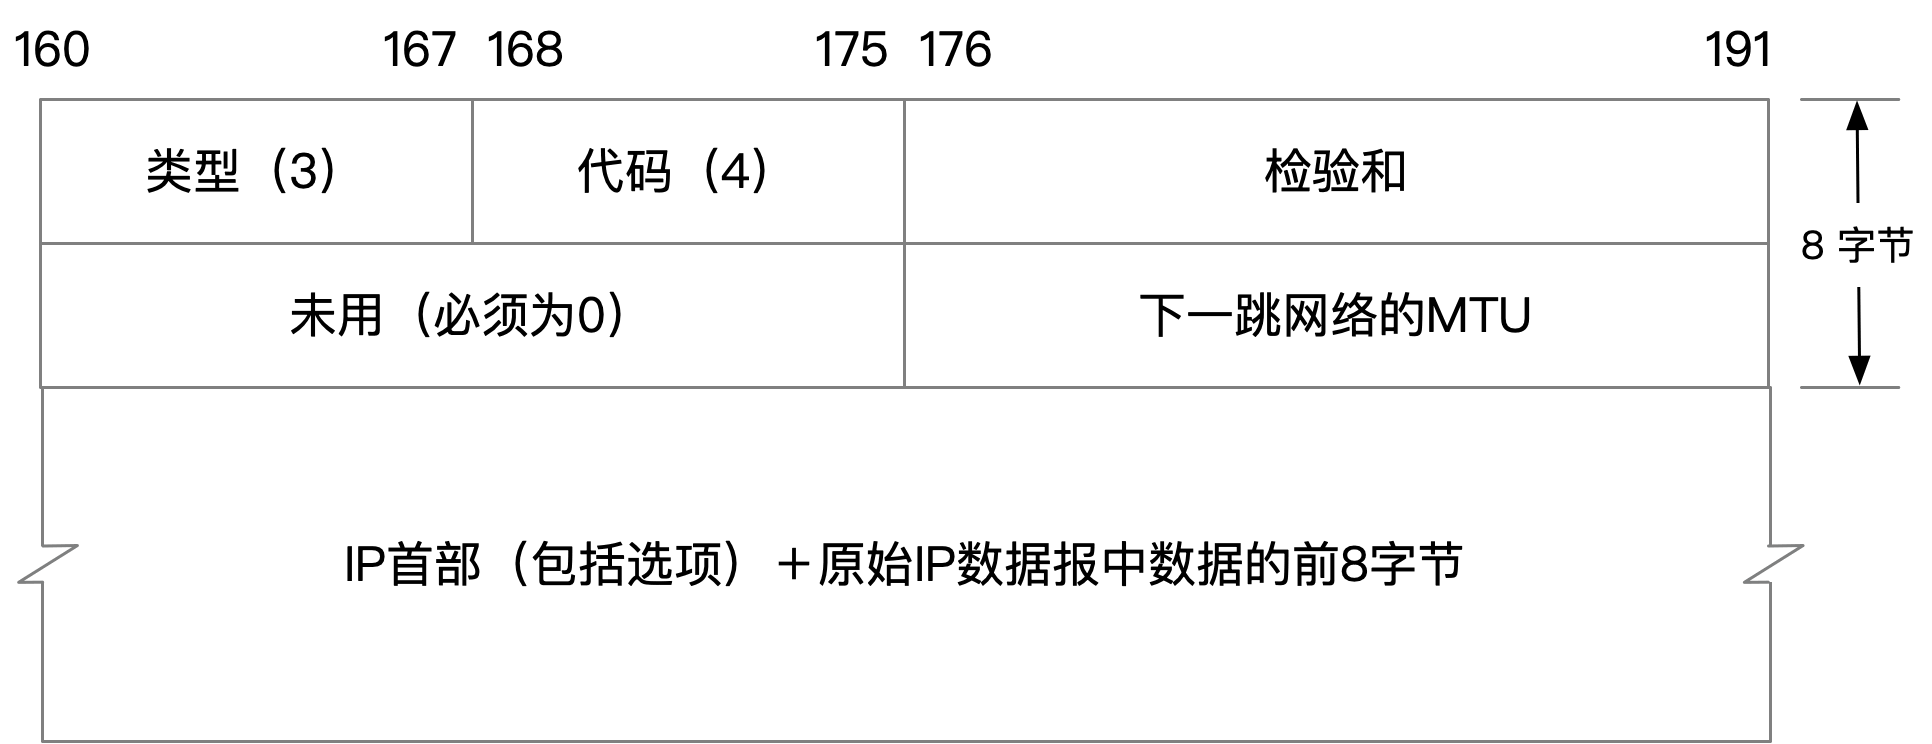 160 167 168 175 176 191
类型（3） 代码（4） 检验和
8 字节
未用（必须为0） 下一跳网络的MTU
IP首部（包括选项）＋原始IP数据报中数据的前8字节